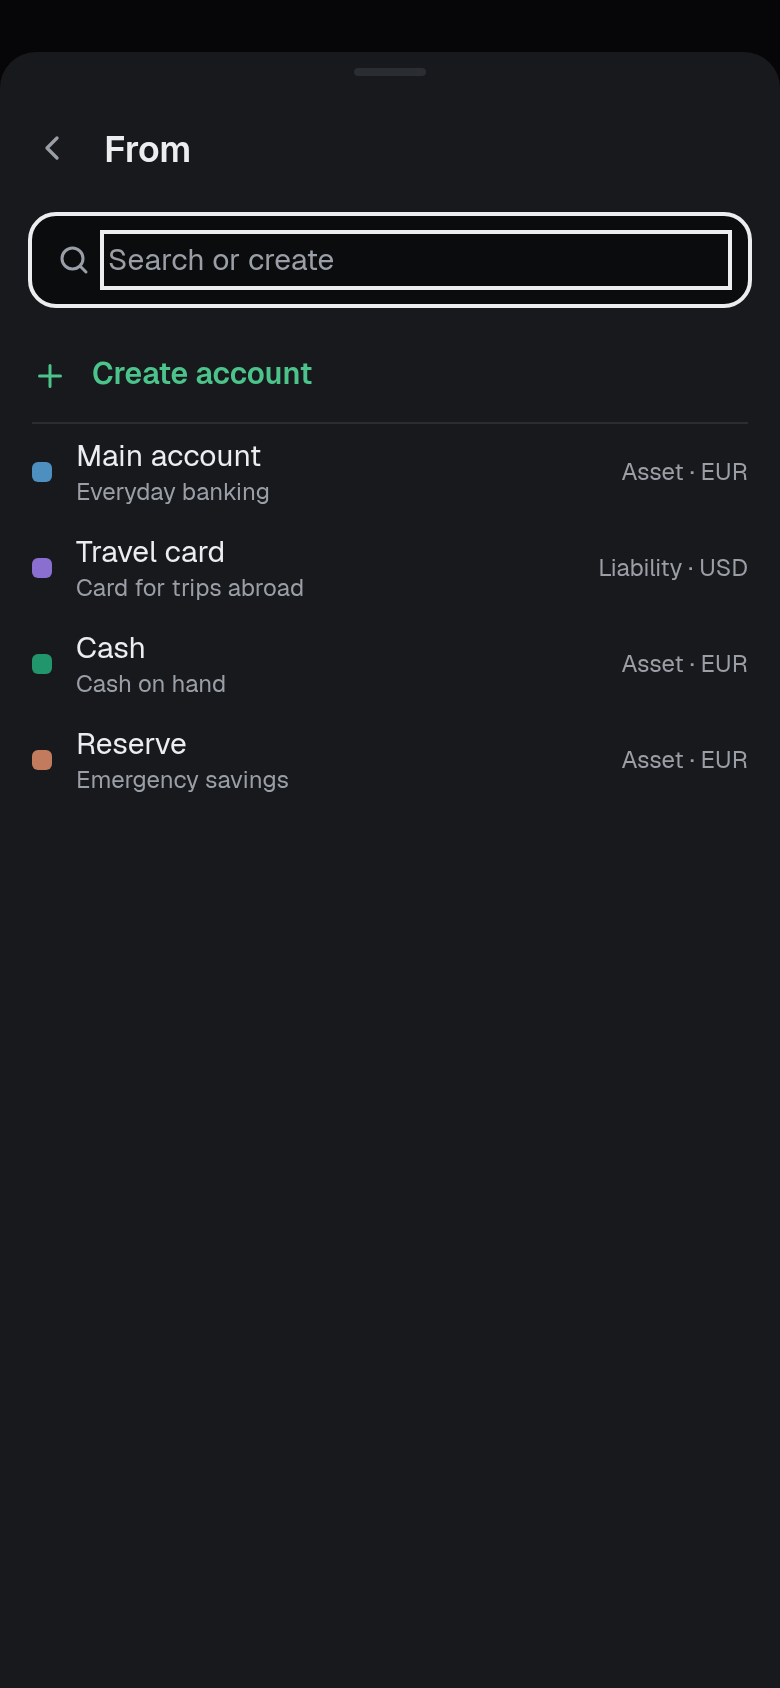 From
Search or create
Create account
Main account
Everyday banking
Asset · EUR
Travel card
Card for trips abroad
Liability · USD
Cash
Cash on hand
Asset · EUR
Reserve
Emergency savings
Asset · EUR